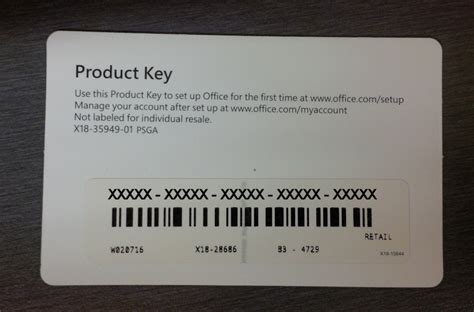 Product Key
Use this Product Key to set up Office for the first time at www.office.com/setup
Manage your account after set up at www.office.com/myaccount
Not labeled for individual resale.
X18-35949-01 PSGA
XXXXX - XXXXX - XXXXX - XXXXX - XXXXX
RETAIL
W020716 X18-28686 B3 - 4729